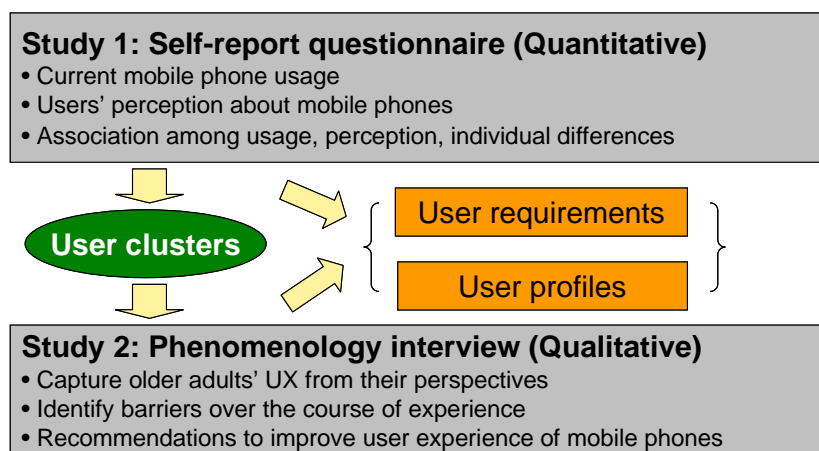 Study 1: Self-report questionnaire (Quantitative)
• Current mobile phone usage
• Users’ perception about mobile phones
• Association among usage, perception, individual differences
User requirements
User clusters
User profiles
Study 2: Phenomenology interview (Qualitative)
• Capture older adults’ UX from their perspectives
• Identify barriers over the course of experience
• Recommendations to improve user experience of mobile phones